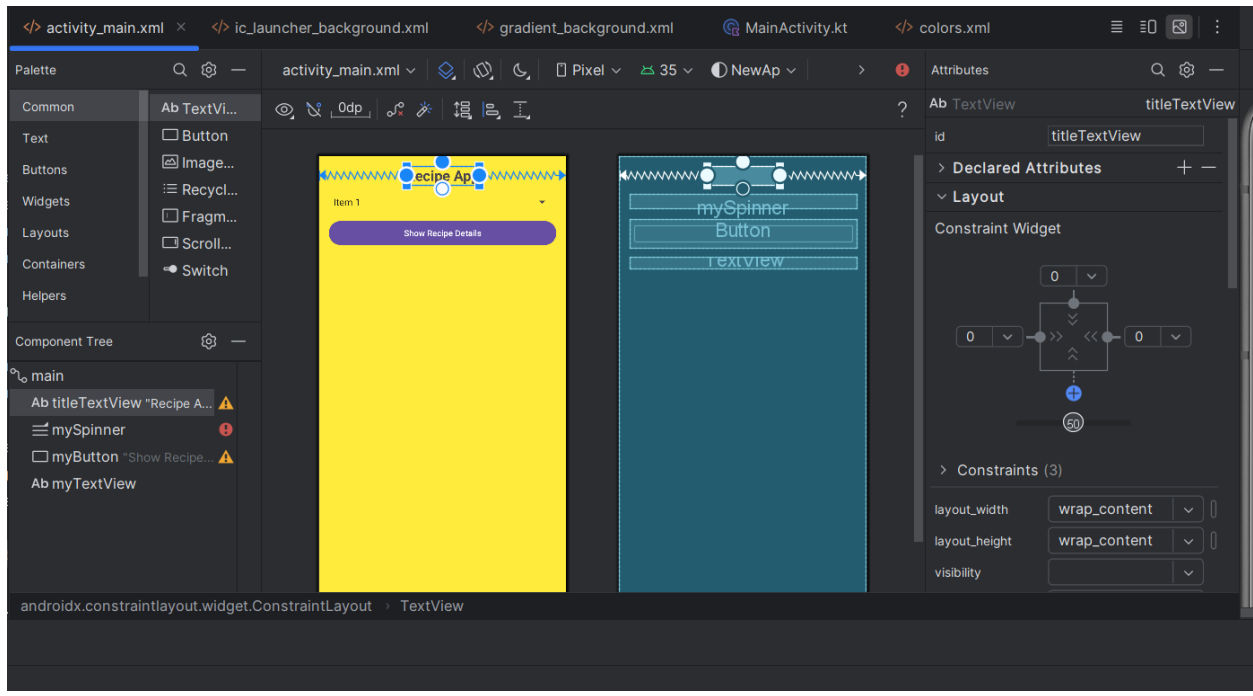 activity_main.xml
ic_launcher_background.xml
gradient_background.xml
MainActivity.kt
colors.xml
Palette
activity_main.xml
Pixel
35
NewAp
Attributes
Common
Text
Buttons
Widgets
Layouts
Containers
Helpers
Ab TextVi...
Button
Image...
Recycl...
Fragm...
Scroll...
Switch
0dp
?
Ab TextView
titleTextView
id
titleTextView
Declared Attributes
Layout
Constraint Widget
0
0
0
50
Constraints (3)
layout_width
wrap_content
layout_height
wrap_content
visibility
ecipe Ap
Item 1
Show Recipe Details
mySpinner
Button
TextView
Component Tree
main
Ab titleTextView "Recipe A...
mySpinner
myButton "Show Recipe...
Ab myTextView
androidx.constraintlayout.widget.ConstraintLayout
TextView